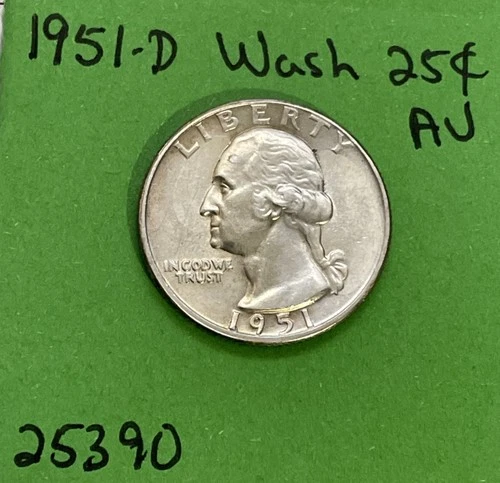 1951-D Wash 25¢
AU
LIBERTY
IN GOD WE
TRUST
1951
25390